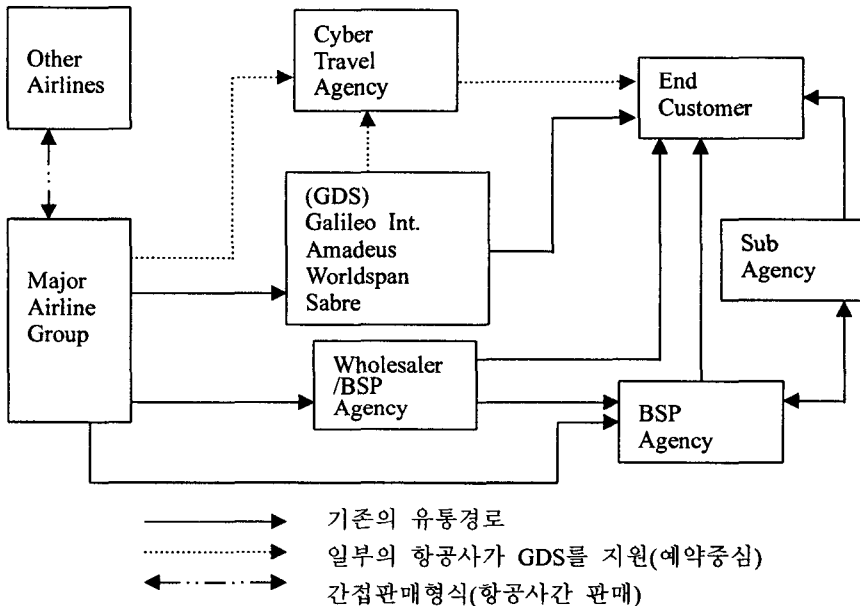 Other
Airlines
Cyber
Travel
Agency
End
Customer
(GDS)
Galileo Int.
Amadeus
Worldspan
Sabre
Major
Airline
Group
Sub
Agency
Wholesaler
/BSP
Agency
BSP
Agency
기존의 유통경로
일부의 항공사가 GDS를 지원(예약중심)
간접판매형식(항공사간 판매)